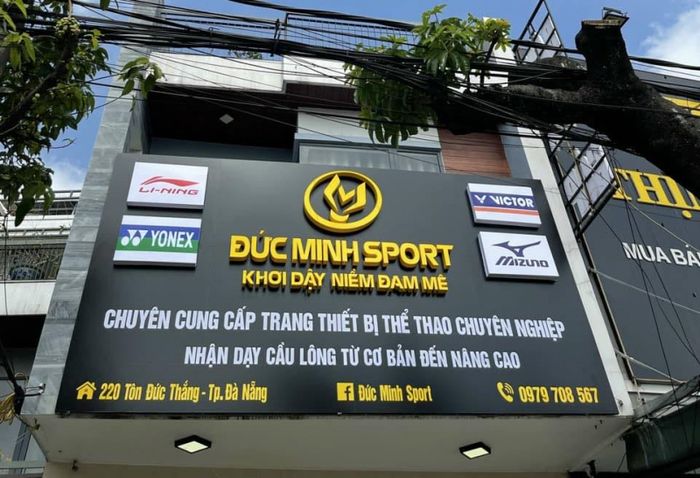 LI-NING
YONEX
VICTOR
MIZUNO
ĐỨC MINH SPORT
KHƠI DẬY NIỀM ĐAM MÊ
CHUYÊN CUNG CẤP TRANG THIẾT BỊ THỂ THAO CHUYÊN NGHIỆP
NHẬN DẠY CẦU LÔNG TỪ CƠ BẢN ĐẾN NÂNG CAO
220 Tôn Đức Thắng - Tp. Đà Nẵng
Đức Minh Sport
0979 708 567
MUA BÁ